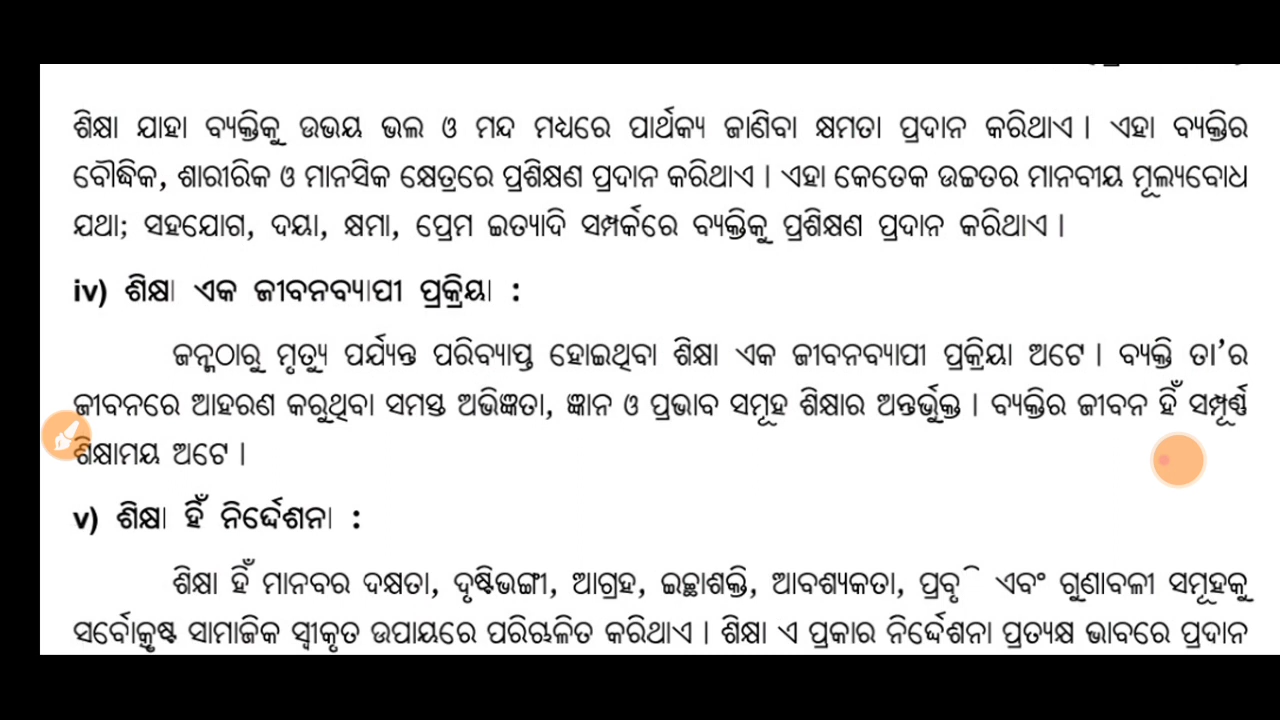 ଶିକ୍ଷା ଯାହା ବ୍ୟକ୍ତିକୁ ଉଭୟ ଭଲ ଓ ମନ୍ଦ ମଧ୍ୟରେ ପାର୍ଥକ୍ୟ ଜାଣିବା କ୍ଷମତା ପ୍ରଦାନ କରିଥାଏ। ଏହା ବ୍ୟକ୍ତିର
ବୌଦ୍ଧିକ, ଶାରୀରିକ ଓ ମାନସିକ କ୍ଷେତ୍ରରେ ପ୍ରଶିକ୍ଷଣ ପ୍ରଦାନ କରିଥାଏ। ଏହା କେତେକ ଉଚ୍ଚତର ମାନବୀୟ ମୂଲ୍ୟବୋଧ
ଯଥା; ସହଯୋଗ, ଦୟା, କ୍ଷମା, ପ୍ରେମ ଇତ୍ୟାଦି ସମ୍ପର୍କରେ ବ୍ୟକ୍ତିକୁ ପ୍ରଶିକ୍ଷଣ ପ୍ରଦାନ କରିଥାଏ।
iv) ଶିକ୍ଷା ଏକ ଜୀବନବ୍ୟାପୀ ପ୍ରକ୍ରିୟା :
ଜନ୍ମଠାରୁ ମୃତ୍ୟୁ ପର୍ଯ୍ୟନ୍ତ ପରିବ୍ୟାପ୍ତ ହୋଇଥିବା ଶିକ୍ଷା ଏକ ଜୀବନବ୍ୟାପୀ ପ୍ରକ୍ରିୟା ଅଟେ। ବ୍ୟକ୍ତି ତା'ର
ଜୀବନରେ ଆହରଣ କରୁଥିବା ସମସ୍ତ ଅଭିଜ୍ଞତା, ଜ୍ଞାନ ଓ ପ୍ରଭାବ ସମୂହ ଶିକ୍ଷାର ଅନ୍ତର୍ଭୁକ୍ତ। ବ୍ୟକ୍ତିର ଜୀବନ ହିଁ ସମ୍ପୂର୍ଣ୍ଣ
ଶିକ୍ଷାମୟ ଅଟେ।
v) ଶିକ୍ଷା ହିଁ ନିର୍ଦ୍ଦେଶନା :
ଶିକ୍ଷା ହିଁ ମାନବର ଦକ୍ଷତା, ଦୃଷ୍ଟିଭଙ୍ଗୀ, ଆଗ୍ରହ, ଇଚ୍ଛାଶକ୍ତି, ଆବଶ୍ୟକତା, ଏବଂ ଗୁଣାବଳୀ ସମୂହକୁ
ସର୍ବୋତ୍କୃଷ୍ଟ ସାମାଜିକ ସ୍ୱୀକୃତ ଉପାୟରେ କରିଥାଏ। ଶିକ୍ଷା ଏ ପ୍ରକାର ନିର୍ଦ୍ଦେଶନା ପ୍ରତ୍ୟକ୍ଷ ଭାବରେ ପ୍ରଦାନ